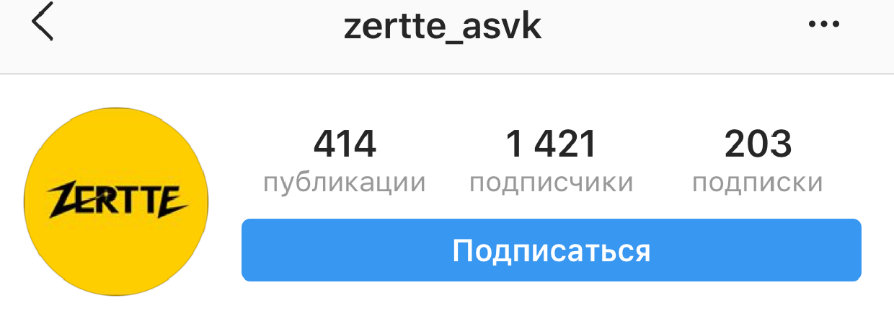 zertte_asvk
ZERTTE
414 1 421 203
публикации подписчики подписки
Подписаться